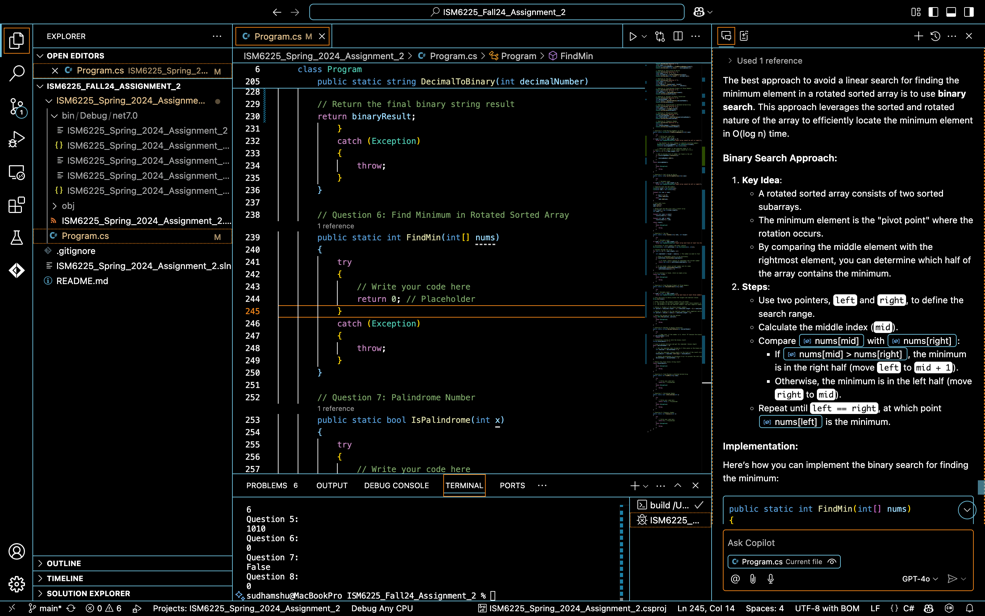 ISM6225_Fall24_Assignment_2
EXPLORER
OPEN EDITORS
Program.cs ISM6225_Spring_2... M
ISM6225_FALL24_ASSIGNMENT_2
ISM6225_Spring_2024_Assignme...
bin / Debug / net7.0
ISM6225_Spring_2024_Assignment_2
{} ISM6225_Spring_2024_Assignment...
ISM6225_Spring_2024_Assignment...
ISM6225_Spring_2024_Assignment...
{} ISM6225_Spring_2024_Assignment...
obj
ISM6225_Spring_2024_Assignment_2....
Program.cs M
.gitignore
ISM6225_Spring_2024_Assignment_2.sln
README.md
OUTLINE
TIMELINE
SOLUTION EXPLORER
1
Program.cs M
ISM6225_Spring_2024_Assignment_2 > Program.cs > Program > FindMin
6 class Program
205 public static string DecimalToBinary(int decimalNumber)
228
229 // Return the final binary string result
230 return binaryResult;
231 }
232 catch (Exception)
233 {
234 throw;
235 }
236 }
237
238 // Question 6: Find Minimum in Rotated Sorted Array
1 reference
239 public static int FindMin(int[] nums)
240 {
241 try
242 {
243 // Write your code here
244 return 0; // Placeholder
245 }
246 catch (Exception)
247 {
248 throw;
249 }
250 }
251
252 // Question 7: Palindrome Number
1 reference
253 public static bool IsPalindrome(int x)
254 {
255 try
256 {
257 // Write your code here
PROBLEMS 6 OUTPUT DEBUG CONSOLE TERMINAL PORTS ...
6
Question 5:
1010
Question 6:
0
Question 7:
False
Question 8:
0
sudhamshu@MacBookPro ISM6225_Fall24_Assignment_2 %
build /U...
ISM6225_...
Used 1 reference
The best approach to avoid a linear search for finding the
minimum element in a rotated sorted array is to use binary
search. This approach leverages the sorted and rotated
nature of the array to efficiently locate the minimum element
in O(log n) time.
Binary Search Approach:
1. Key Idea:
A rotated sorted array consists of two sorted
subarrays.
The minimum element is the "pivot point" where the
rotation occurs.
By comparing the middle element with the
rightmost element, you can determine which half of
the array contains the minimum.
2. Steps:
Use two pointers, left and right, to define the
search range.
Calculate the middle index (mid).
Compare nums[mid] with nums[right]:
If nums[mid] > nums[right], the minimum
is in the right half (move left to mid + 1).
Otherwise, the minimum is in the left half (move
right to mid).
Repeat until left == right, at which point
nums[left] is the minimum.
Implementation:
Here's how you can implement the binary search for finding
the minimum:
public static int FindMin(int[] nums)
{
Ask Copilot
Program.cs Current file
GPT-4o
main* 0 6 Projects: ISM6225_Spring_2024_Assignment_2 Debug Any CPU ISM6225_Spring_2024_Assignment_2.csproj Ln 245, Col 14 Spaces: 4 UTF-8 with BOM LF {} C#